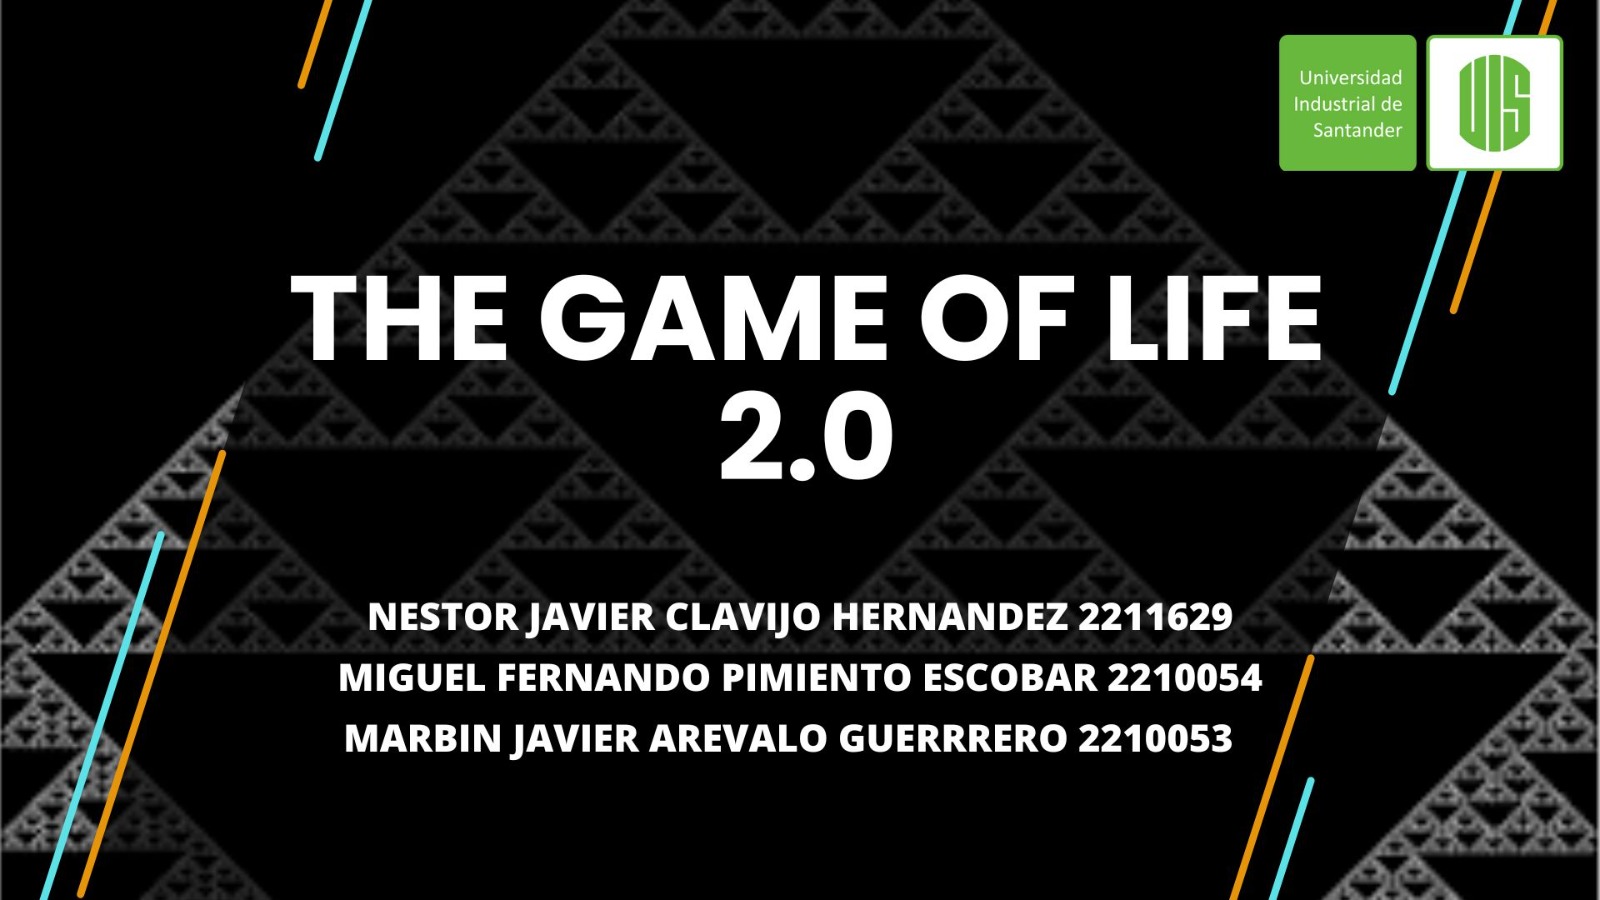 Universidad
Industrial de
Santander
UIS
THE GAME OF LIFE
2.0
NESTOR JAVIER CLAVIJO HERNANDEZ 2211629
MIGUEL FERNANDO PIMIENTO ESCOBAR 2210054
MARBIN JAVIER AREVALO GUERRRERO 2210053